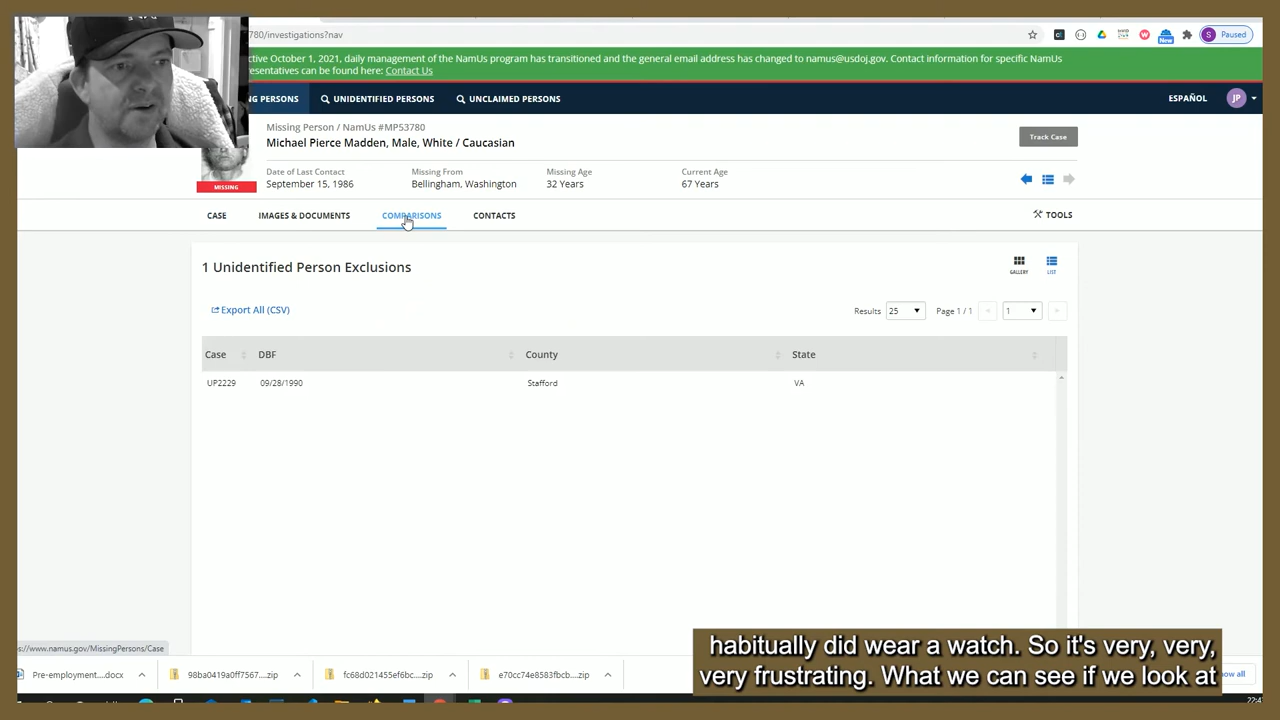 780/investigations?nav
Paused
New
ctive October 1, 2021, daily management of the NamUs program has transitioned and the general email address has changed to namus@usdoj.gov. Contact information for specific NamUs
esentatives can be found here: Contact Us
NG PERSONS
UNIDENTIFIED PERSONS
UNCLAIMED PERSONS
ESPAÑOL
JP
Missing Person / NamUs #MP53780
Michael Pierce Madden, Male, White / Caucasian
Track Case
Date of Last Contact
September 15, 1986
Missing From
Bellingham, Washington
Missing Age
32 Years
Current Age
67 Years
MISSING
CASE
IMAGES & DOCUMENTS
COMPARISONS
CONTACTS
TOOLS
1 Unidentified Person Exclusions
GALLERY
LIST
Export All (CSV)
Results 25
Page 1 / 1
1
Case DBF County State
UP2229 09/28/1990 Stafford VA
habitually did wear a watch. So it's very, very,
very frustrating. What we can see if we look at
s://www.namus.gov/MissingPersons/Case
Pre-employment....docx
98ba0419a0ff7567....zip
fc68d021455ef6bc....zip
e70cc74e8583fbcb....zip
how all